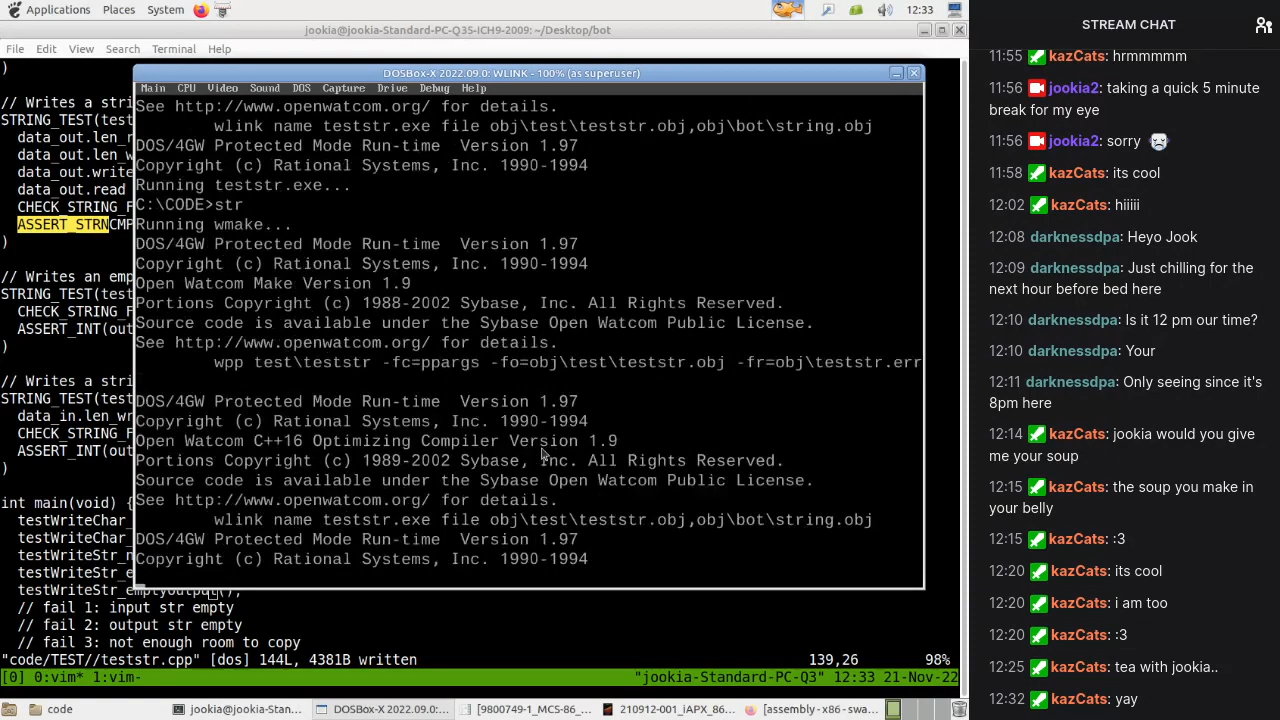 Applications
Places
System
12:33
jookia@jookia-Standard-PC-Q35-ICH9-2009: ~/Desktop/bot
File Edit View Search Terminal Help
)
// Writes a stri
STRING_TEST(test
data_out.len_r
data_out.len_w
data_out.write
data_out.read
CHECK_STRING_F
ASSERT_STRNCMP
)
// Writes an emp
STRING_TEST(test
CHECK_STRING_F
ASSERT_INT(out
)
// Writes a stri
STRING_TEST(test
data_in.len_wr
CHECK_STRING_F
ASSERT_INT(out
)
int main(void) {
testWriteChar_
testWriteChar_
testWriteStr_n
testWriteStr_e
testWriteStr_emptyoutput();
// fail 1: input str empty
// fail 2: output str empty
// fail 3: not enough room to copy
"code/TEST//teststr.cpp" [dos] 144L, 4381B written 139,26 98%
[0] 0:vim* 1:vim- "jookia-Standard-PC-Q3" 12:33 21-Nov-22
DOSBox-X 2022.09.0: WLINK - 100% (as superuser)
Main CPU Video Sound DOS Capture Drive Debug Help
See http://www.openwatcom.org/ for details.
wlink name teststr.exe file obj\test\teststr.obj,obj\bot\string.obj
DOS/4GW Protected Mode Run-time Version 1.97
Copyright (c) Rational Systems, Inc. 1990-1994
Running teststr.exe...
C:\CODE>str
Running wmake...
DOS/4GW Protected Mode Run-time Version 1.97
Copyright (c) Rational Systems, Inc. 1990-1994
Open Watcom Make Version 1.9
Portions Copyright (c) 1988-2002 Sybase, Inc. All Rights Reserved.
Source code is available under the Sybase Open Watcom Public License.
See http://www.openwatcom.org/ for details.
wpp test\teststr -fc=ppargs -fo=obj\test\teststr.obj -fr=obj\teststr.err
DOS/4GW Protected Mode Run-time Version 1.97
Copyright (c) Rational Systems, Inc. 1990-1994
Open Watcom C++16 Optimizing Compiler Version 1.9
Portions Copyright (c) 1989-2002 Sybase, Inc. All Rights Reserved.
Source code is available under the Sybase Open Watcom Public License.
See http://www.openwatcom.org/ for details.
wlink name teststr.exe file obj\test\teststr.obj,obj\bot\string.obj
DOS/4GW Protected Mode Run-time Version 1.97
Copyright (c) Rational Systems, Inc. 1990-1994
code
jookia@jookia-Stan...
DOSBox-X 2022.09.0:...
[9800749-1_MCS-86_...
210912-001_iAPX_86...
[assembly - x86 - swa...
STREAM CHAT
11:55 kazCats: hrmmmmm
11:56 jookia2: taking a quick 5 minute
break for my eye
11:56 jookia2: sorry
11:58 kazCats: its cool
12:02 kazCats: hiiiii
12:08 darknessdpa: Heyo Jook
12:09 darknessdpa: Just chilling for the
next hour before bed here
12:10 darknessdpa: Is it 12 pm our time?
12:10 darknessdpa: Your
12:11 darknessdpa: Only seeing since it's
8pm here
12:14 kazCats: jookia would you give
me your soup
12:15 kazCats: the soup you make in
your belly
12:15 kazCats: :3
12:20 kazCats: its cool
12:20 kazCats: i am too
12:20 kazCats: :3
12:25 kazCats: tea with jookia..
12:32 kazCats: yay